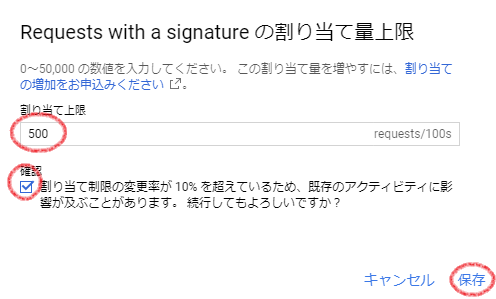 Requests with a signature の割り当て量上限
0～50,000 の数値を入力してください。 この割り当て量を増やすには、割り当て
の増加をお申込みください 。
割り当て上限
500 requests/100s
確認
割り当て制限の変更率が 10% を超えているため、既存のアクティビティに影
響が及ぶことがあります。 続行してもよろしいですか？
キャンセル 保存